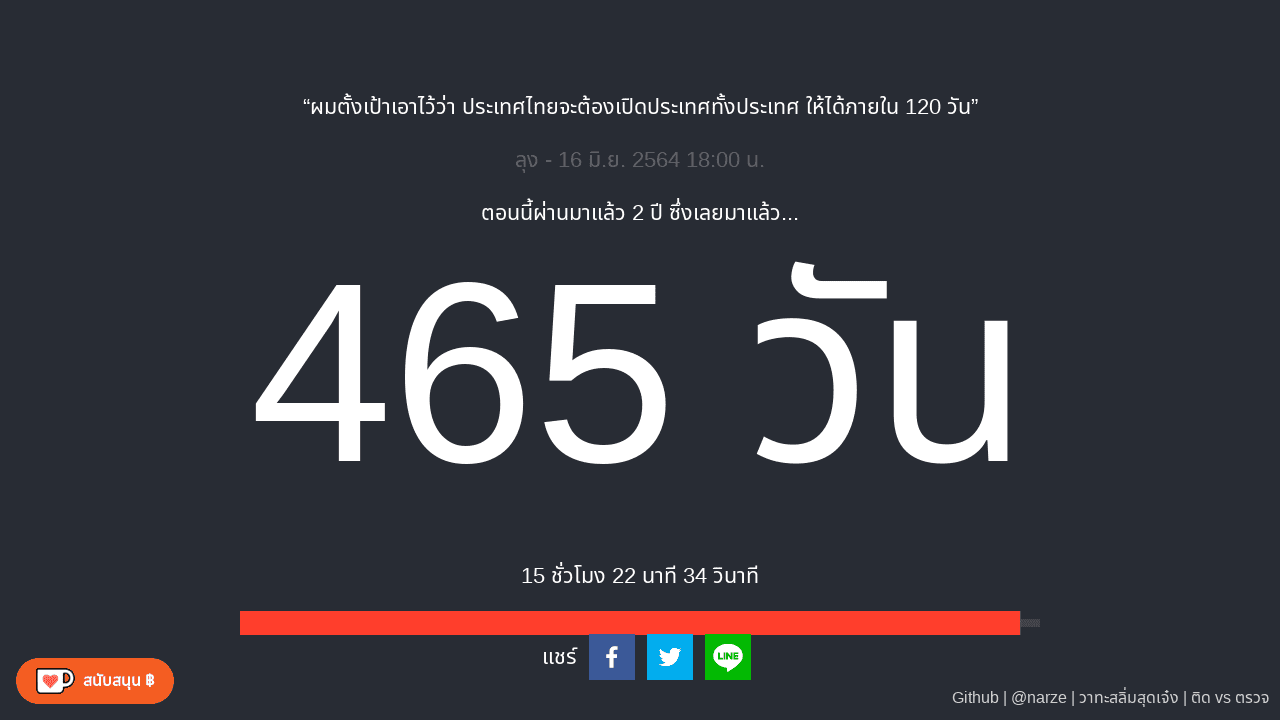 “ผมตั้งเป้าเอาไว้ว่า ประเทศไทยจะต้องเปิดประเทศทั้งประเทศ ให้ได้ภายใน 120 วัน”
ลุง - 16 มิ.ย. 2564 18:00 น.
ตอนนี้ผ่านมาแล้ว 2 ปี ซึ่งเลยมาแล้ว...
465 วัน
15 ชั่วโมง 22 นาที 34 วินาที
แชร์ LINE
สนับสนุน ฿
Github | @narze | วาทะสลิ่มสุดเจ๋ง | ติด vs ตรวจ